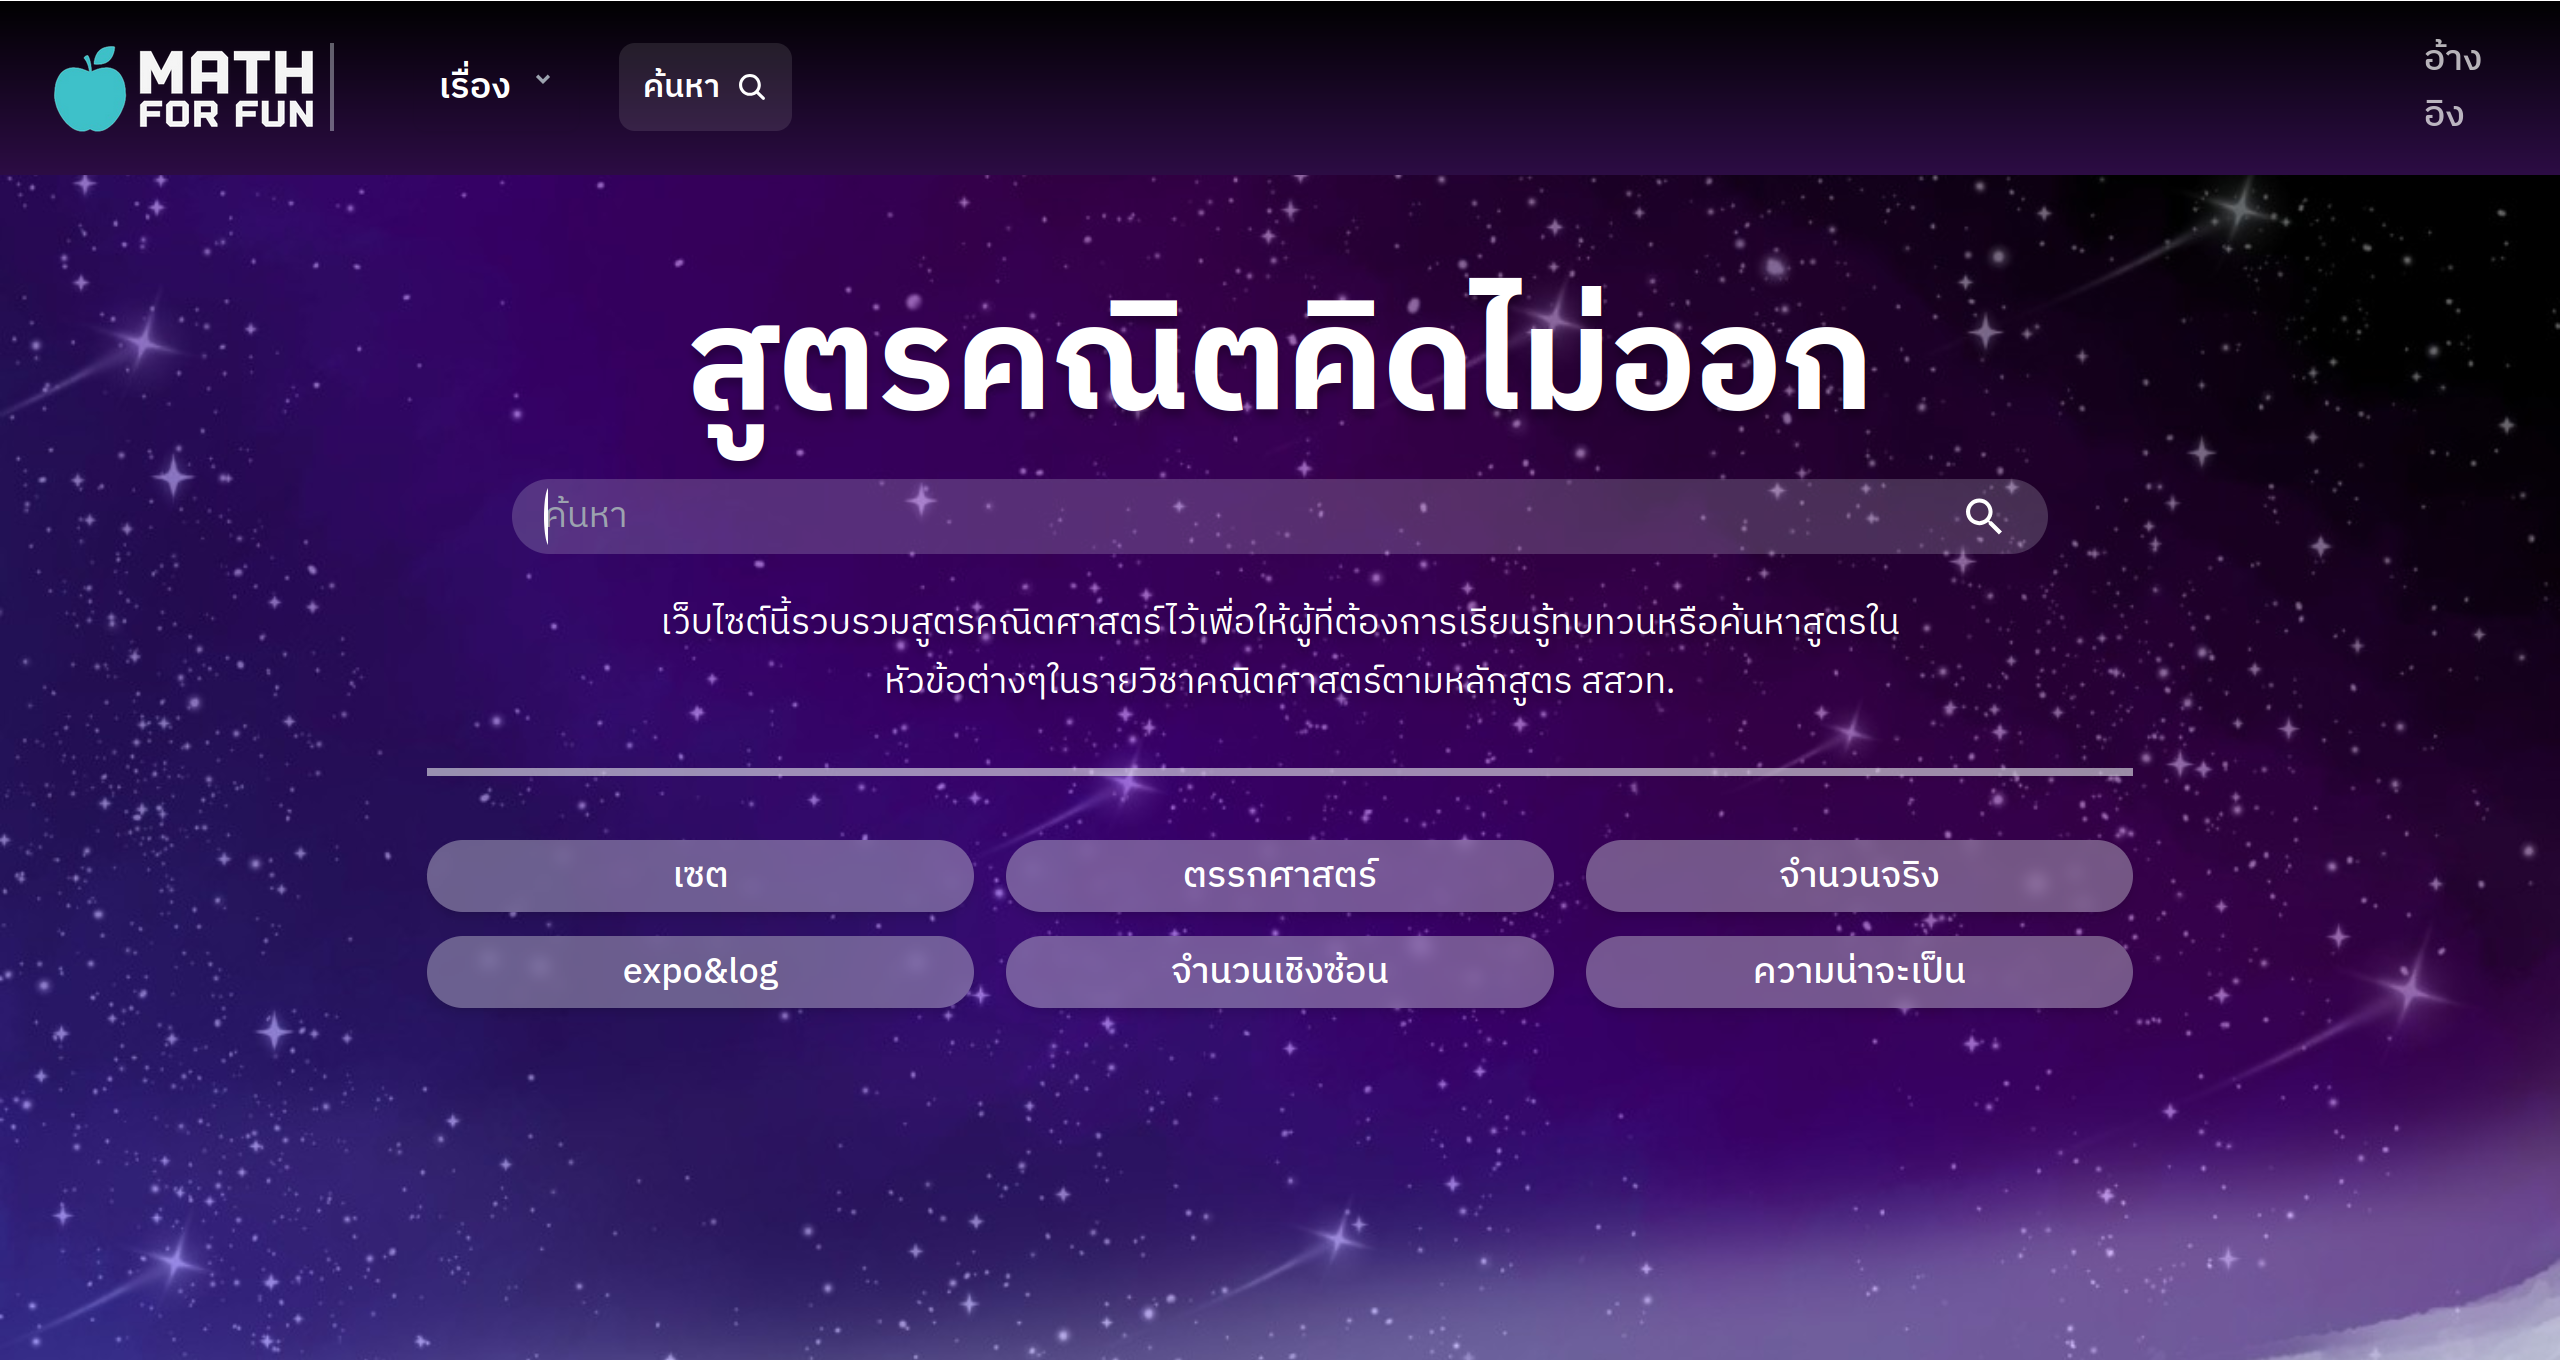 MATH
FOR FUN
เรื่อง
ค้นหา
อ้าง
อิง
สูตรคณิตคิดไม่ออก
ค้นหา
เว็บไซต์นี้รวบรวมสูตรคณิตศาสตร์ไว้เพื่อให้ผู้ที่ต้องการเรียนรู้ทบทวนหรือค้นหาสูตรใน
หัวข้อต่างๆในรายวิชาคณิตศาสตร์ตามหลักสูตร สสวท.
เซต
ตรรกศาสตร์
จำนวนจริง
expo&log
จำนวนเชิงซ้อน
ความน่าจะเป็น